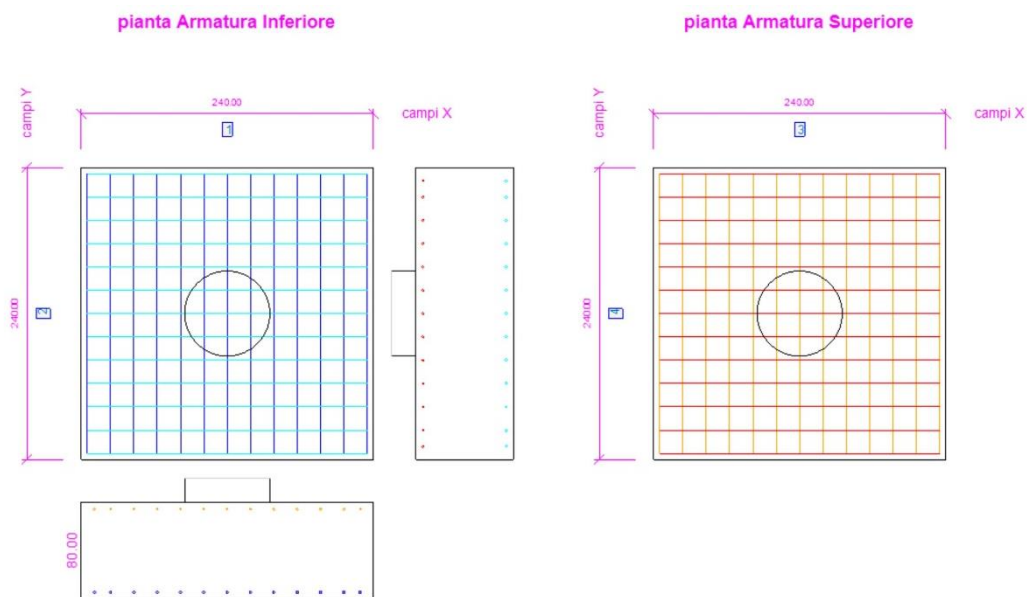 pianta Armatura Inferiore
pianta Armatura Superiore
campi Y
240.00
campi X
1
240.00
2
80.00
campi Y
240.00
campi X
3
240.00
4